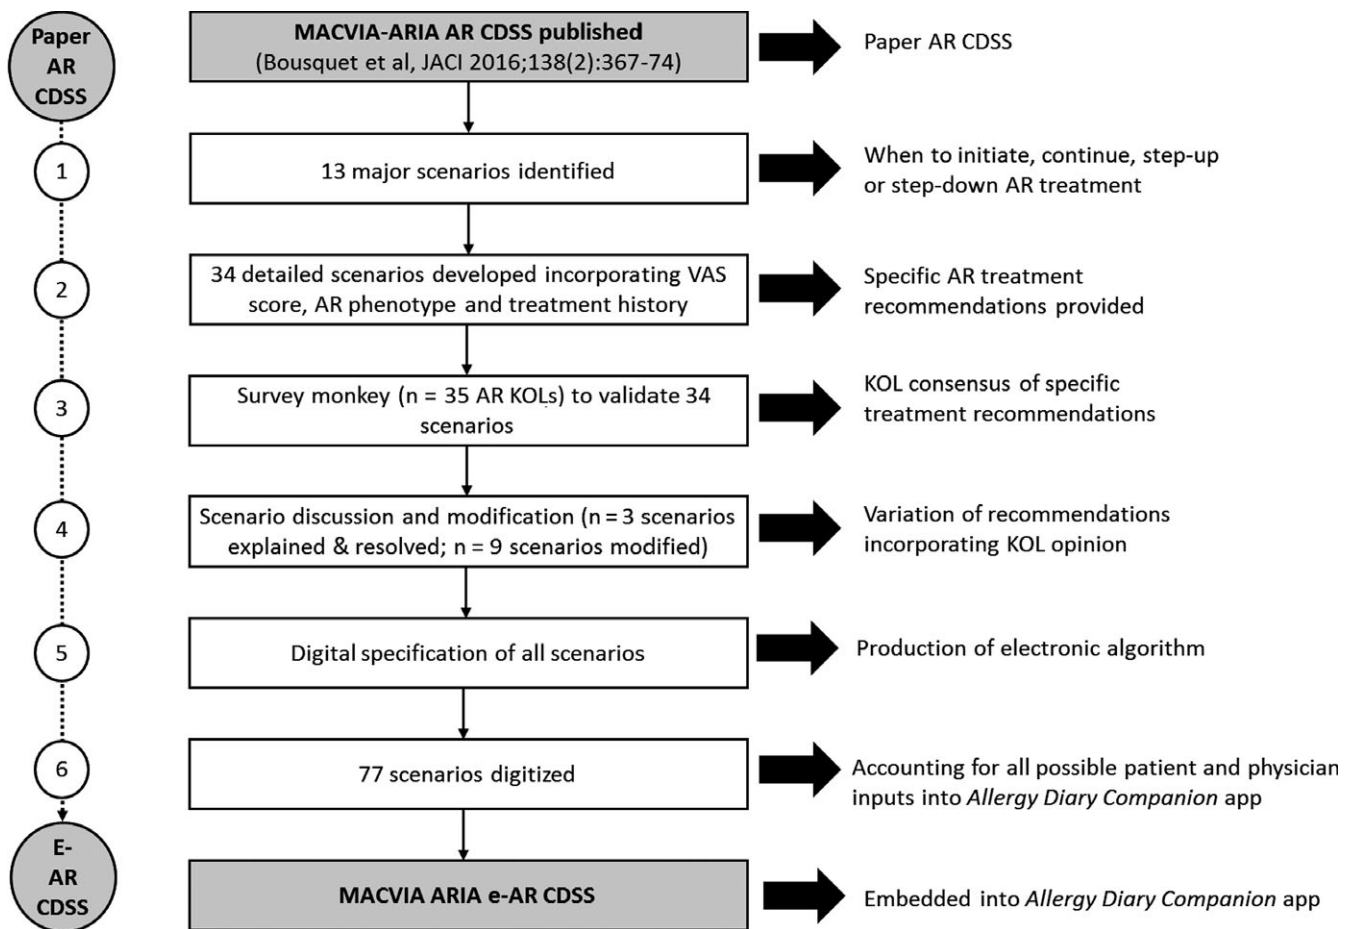 Paper
AR
CDSS
MACVIA-ARIA AR CDSS published
(Bousquet et al, JACI 2016;138(2):367-74)
Paper AR CDSS
1
13 major scenarios identified
When to initiate, continue, step-up
or step-down AR treatment
2
34 detailed scenarios developed incorporating VAS
score, AR phenotype and treatment history
Specific AR treatment
recommendations provided
3
Survey monkey (n = 35 AR KOLs) to validate 34
scenarios
KOL consensus of specific
treatment recommendations
4
Scenario discussion and modification (n = 3 scenarios
explained & resolved; n = 9 scenarios modified)
Variation of recommendations
incorporating KOL opinion
5
Digital specification of all scenarios
Production of electronic algorithm
6
77 scenarios digitized
Accounting for all possible patient and physician
inputs into Allergy Diary Companion app
E-
AR
CDSS
MACVIA ARIA e-AR CDSS
Embedded into Allergy Diary Companion app